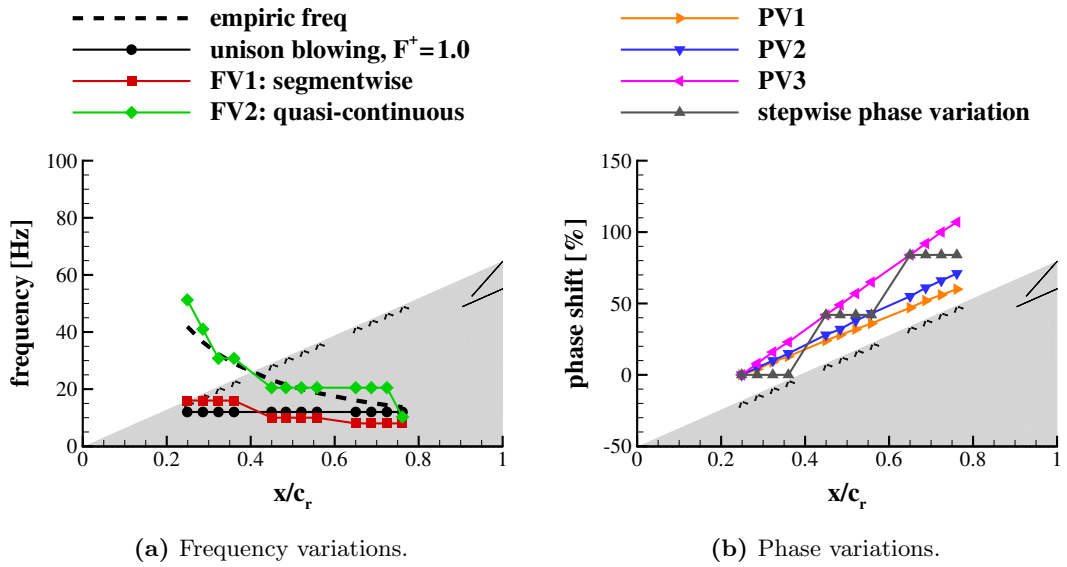 empiric freq
unison blowing, F⁺=1.0
FV1: segmentwise
FV2: quasi-continuous
100
80
60
40
20
0
frequency [Hz]
0 0.2 0.4 0.6 0.8 1
x/cᵣ
(a) Frequency variations.
PV1
PV2
PV3
stepwise phase variation
150
100
50
0
-50
phase shift [%]
0 0.2 0.4 0.6 0.8 1
x/cᵣ
(b) Phase variations.